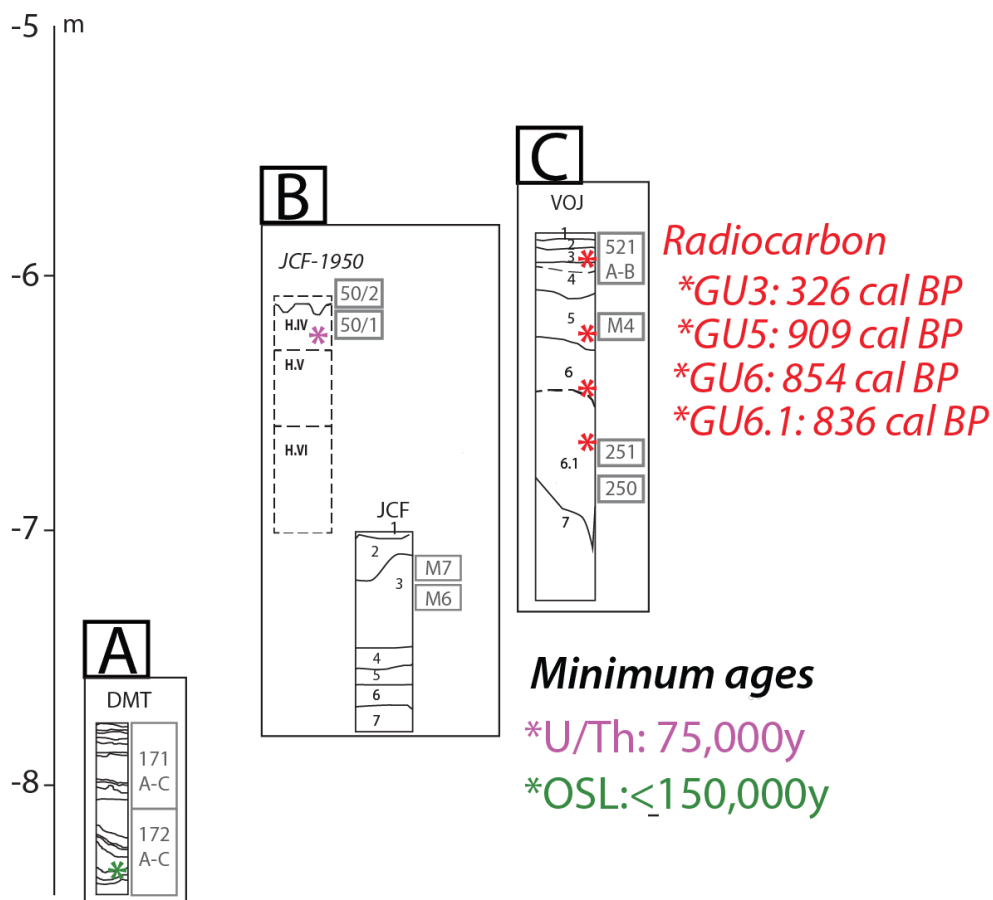 -5 m
-6
-7
-8
A
DMT
171
A-C
172
A-C
B
JCF-1950
50/2
50/1
H.IV
H.V
H.VI
JCF
1
2
3
M7
M6
4
5
6
7
C
VOJ
1
2
3
4
5
6
6.1
7
521
A-B
M4
251
250
Radiocarbon
*GU3: 326 cal BP
*GU5: 909 cal BP
*GU6: 854 cal BP
*GU6.1: 836 cal BP
Minimum ages
*U/Th: 75,000y
*OSL:<150,000y